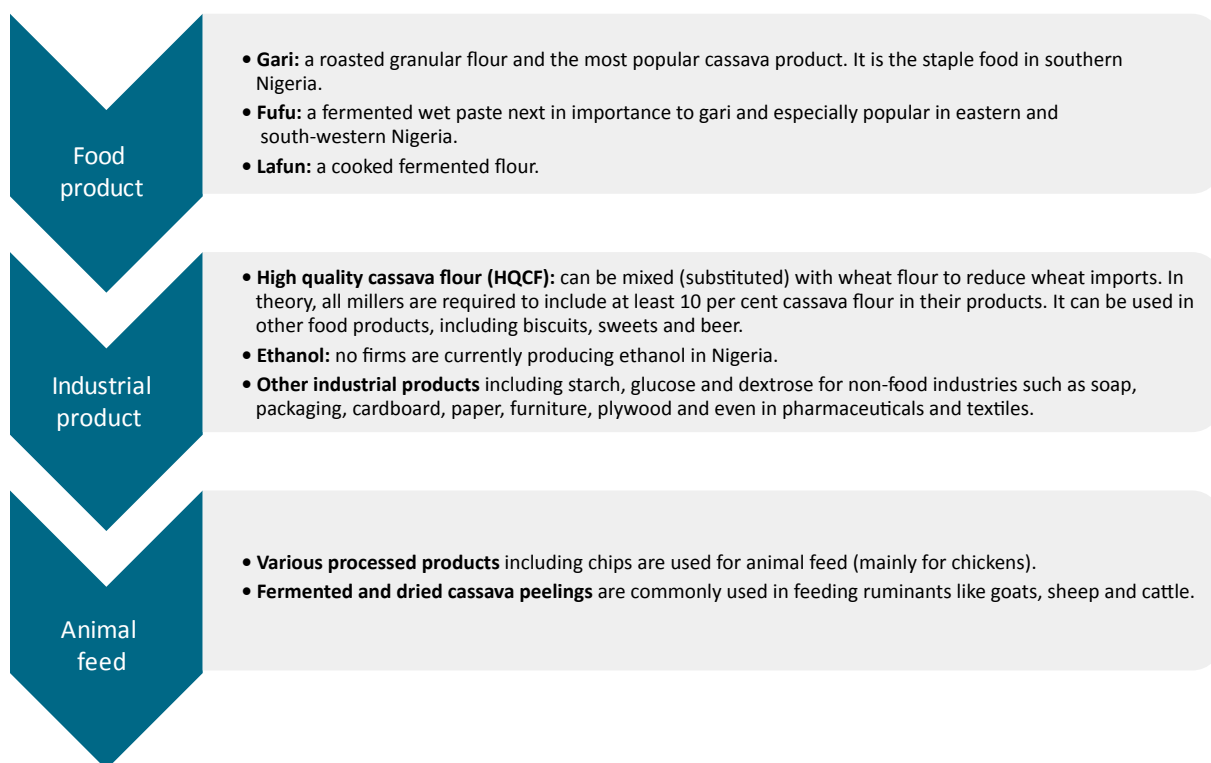 Food
product
• Gari: a roasted granular flour and the most popular cassava product. It is the staple food in southern
Nigeria.
• Fufu: a fermented wet paste next in importance to gari and especially popular in eastern and
south-western Nigeria.
• Lafun: a cooked fermented flour.
Industrial
product
• High quality cassava flour (HQCF): can be mixed (substituted) with wheat flour to reduce wheat imports. In
theory, all millers are required to include at least 10 per cent cassava flour in their products. It can be used in
other food products, including biscuits, sweets and beer.
• Ethanol: no firms are currently producing ethanol in Nigeria.
• Other industrial products including starch, glucose and dextrose for non-food industries such as soap,
packaging, cardboard, paper, furniture, plywood and even in pharmaceuticals and textiles.
Animal
feed
• Various processed products including chips are used for animal feed (mainly for chickens).
• Fermented and dried cassava peelings are commonly used in feeding ruminants like goats, sheep and cattle.